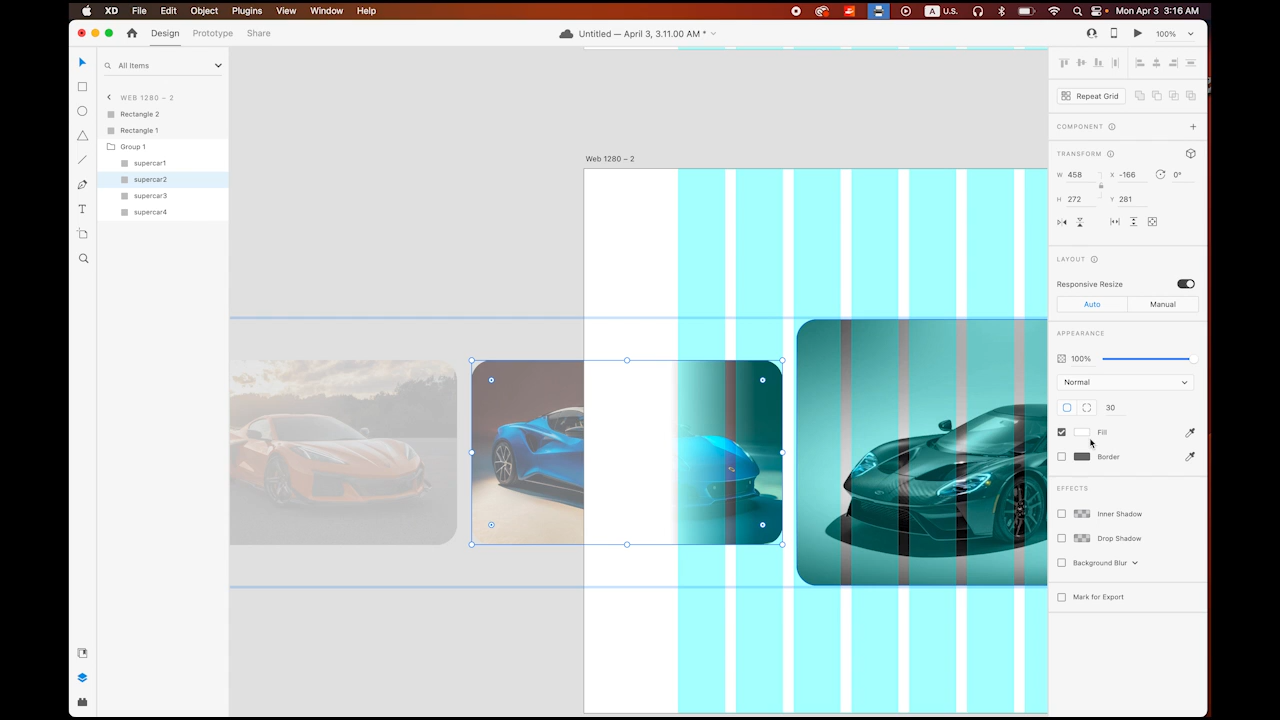 XD File Edit Object Plugins View Window Help A U.S. Mon Apr 3 3:16 AM
Design Prototype Share Untitled — April 3, 3.11.00 AM * 100%
All Items
WEB 1280 – 2
Rectangle 2
Rectangle 1
Group 1
supercar1
supercar2
supercar3
supercar4
Web 1280 – 2
Repeat Grid
COMPONENT
TRANSFORM
W 458 X -166 0°
H 272 Y 281
LAYOUT
Responsive Resize
Auto Manual
APPEARANCE
100%
Normal
30
Fill
Border
EFFECTS
Inner Shadow
Drop Shadow
Background Blur
Mark for Export